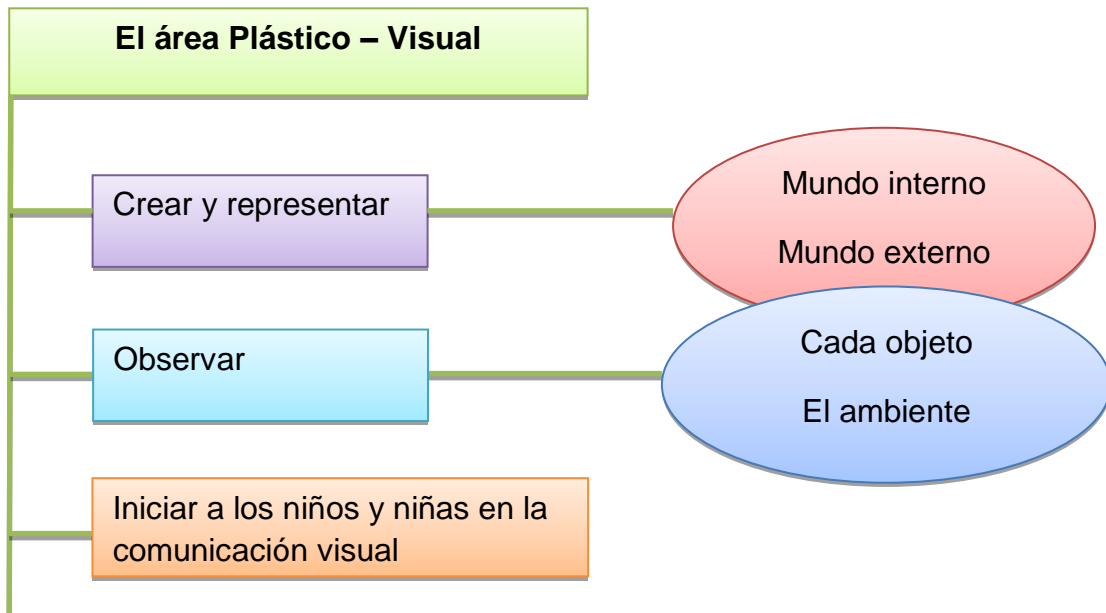 El área Plástico – Visual
Crear y representar
Mundo interno
Mundo externo
Observar
Cada objeto
El ambiente
Iniciar a los niños y niñas en la
comunicación visual